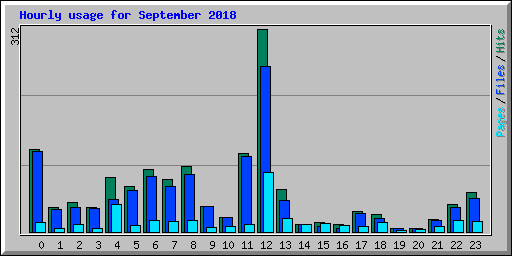 Hourly usage for September 2018
312
Pages/Files/Hits
0 1 2 3 4 5 6 7 8 9 10 11 12 13 14 15 16 17 18 19 20 21 22 23